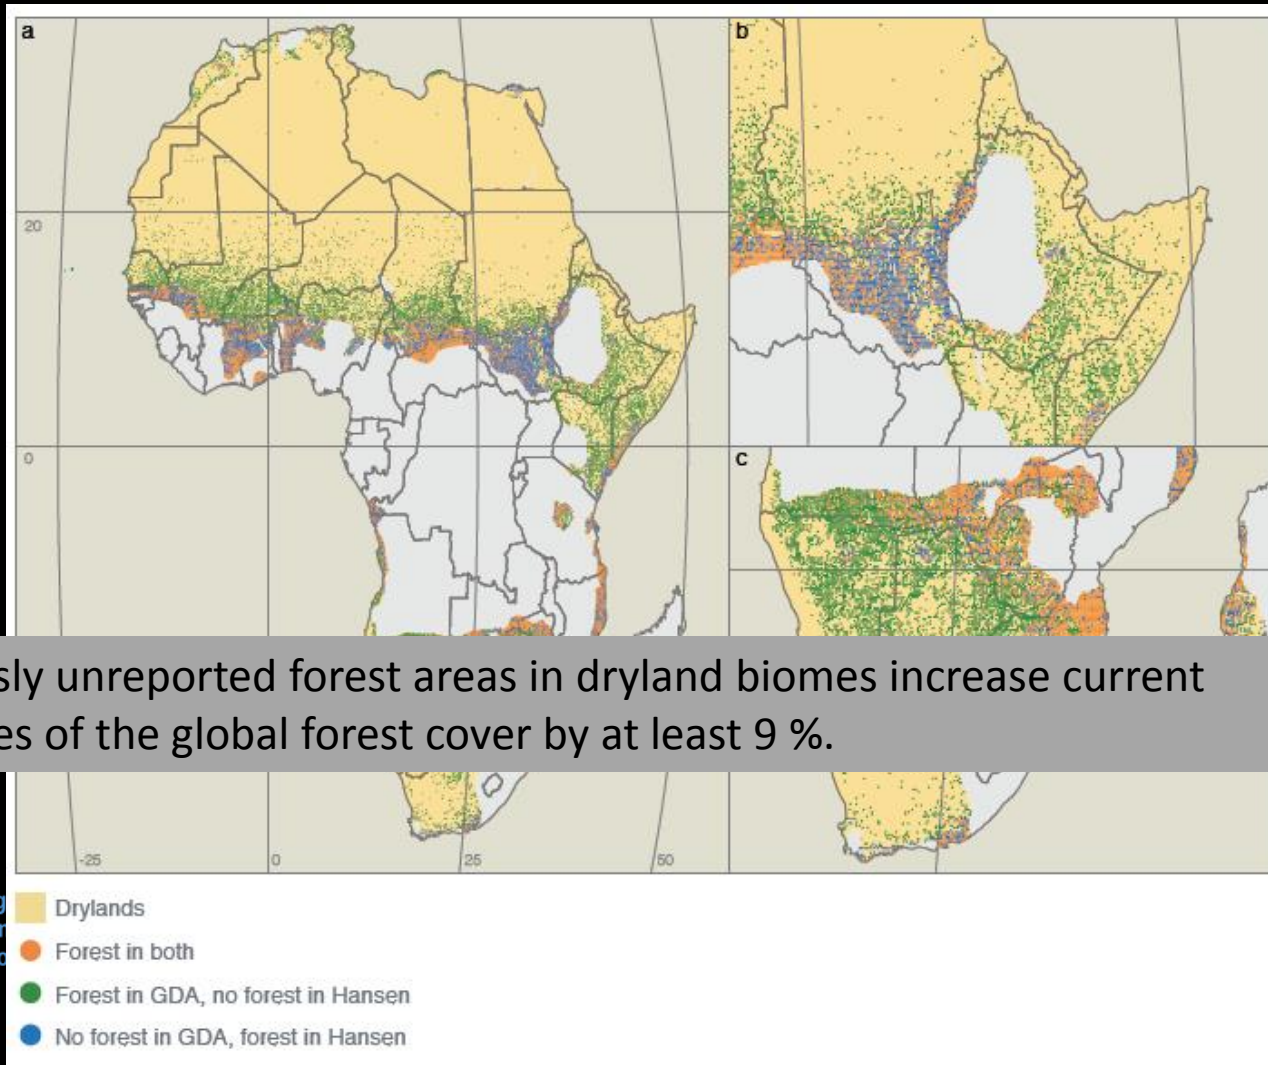 a
b
20
0
c
sly unreported forest areas in dryland biomes increase current
es of the global forest cover by at least 9 %.
-25
0
25
50
Drylands
Forest in both
Forest in GDA, no forest in Hansen
No forest in GDA, forest in Hansen